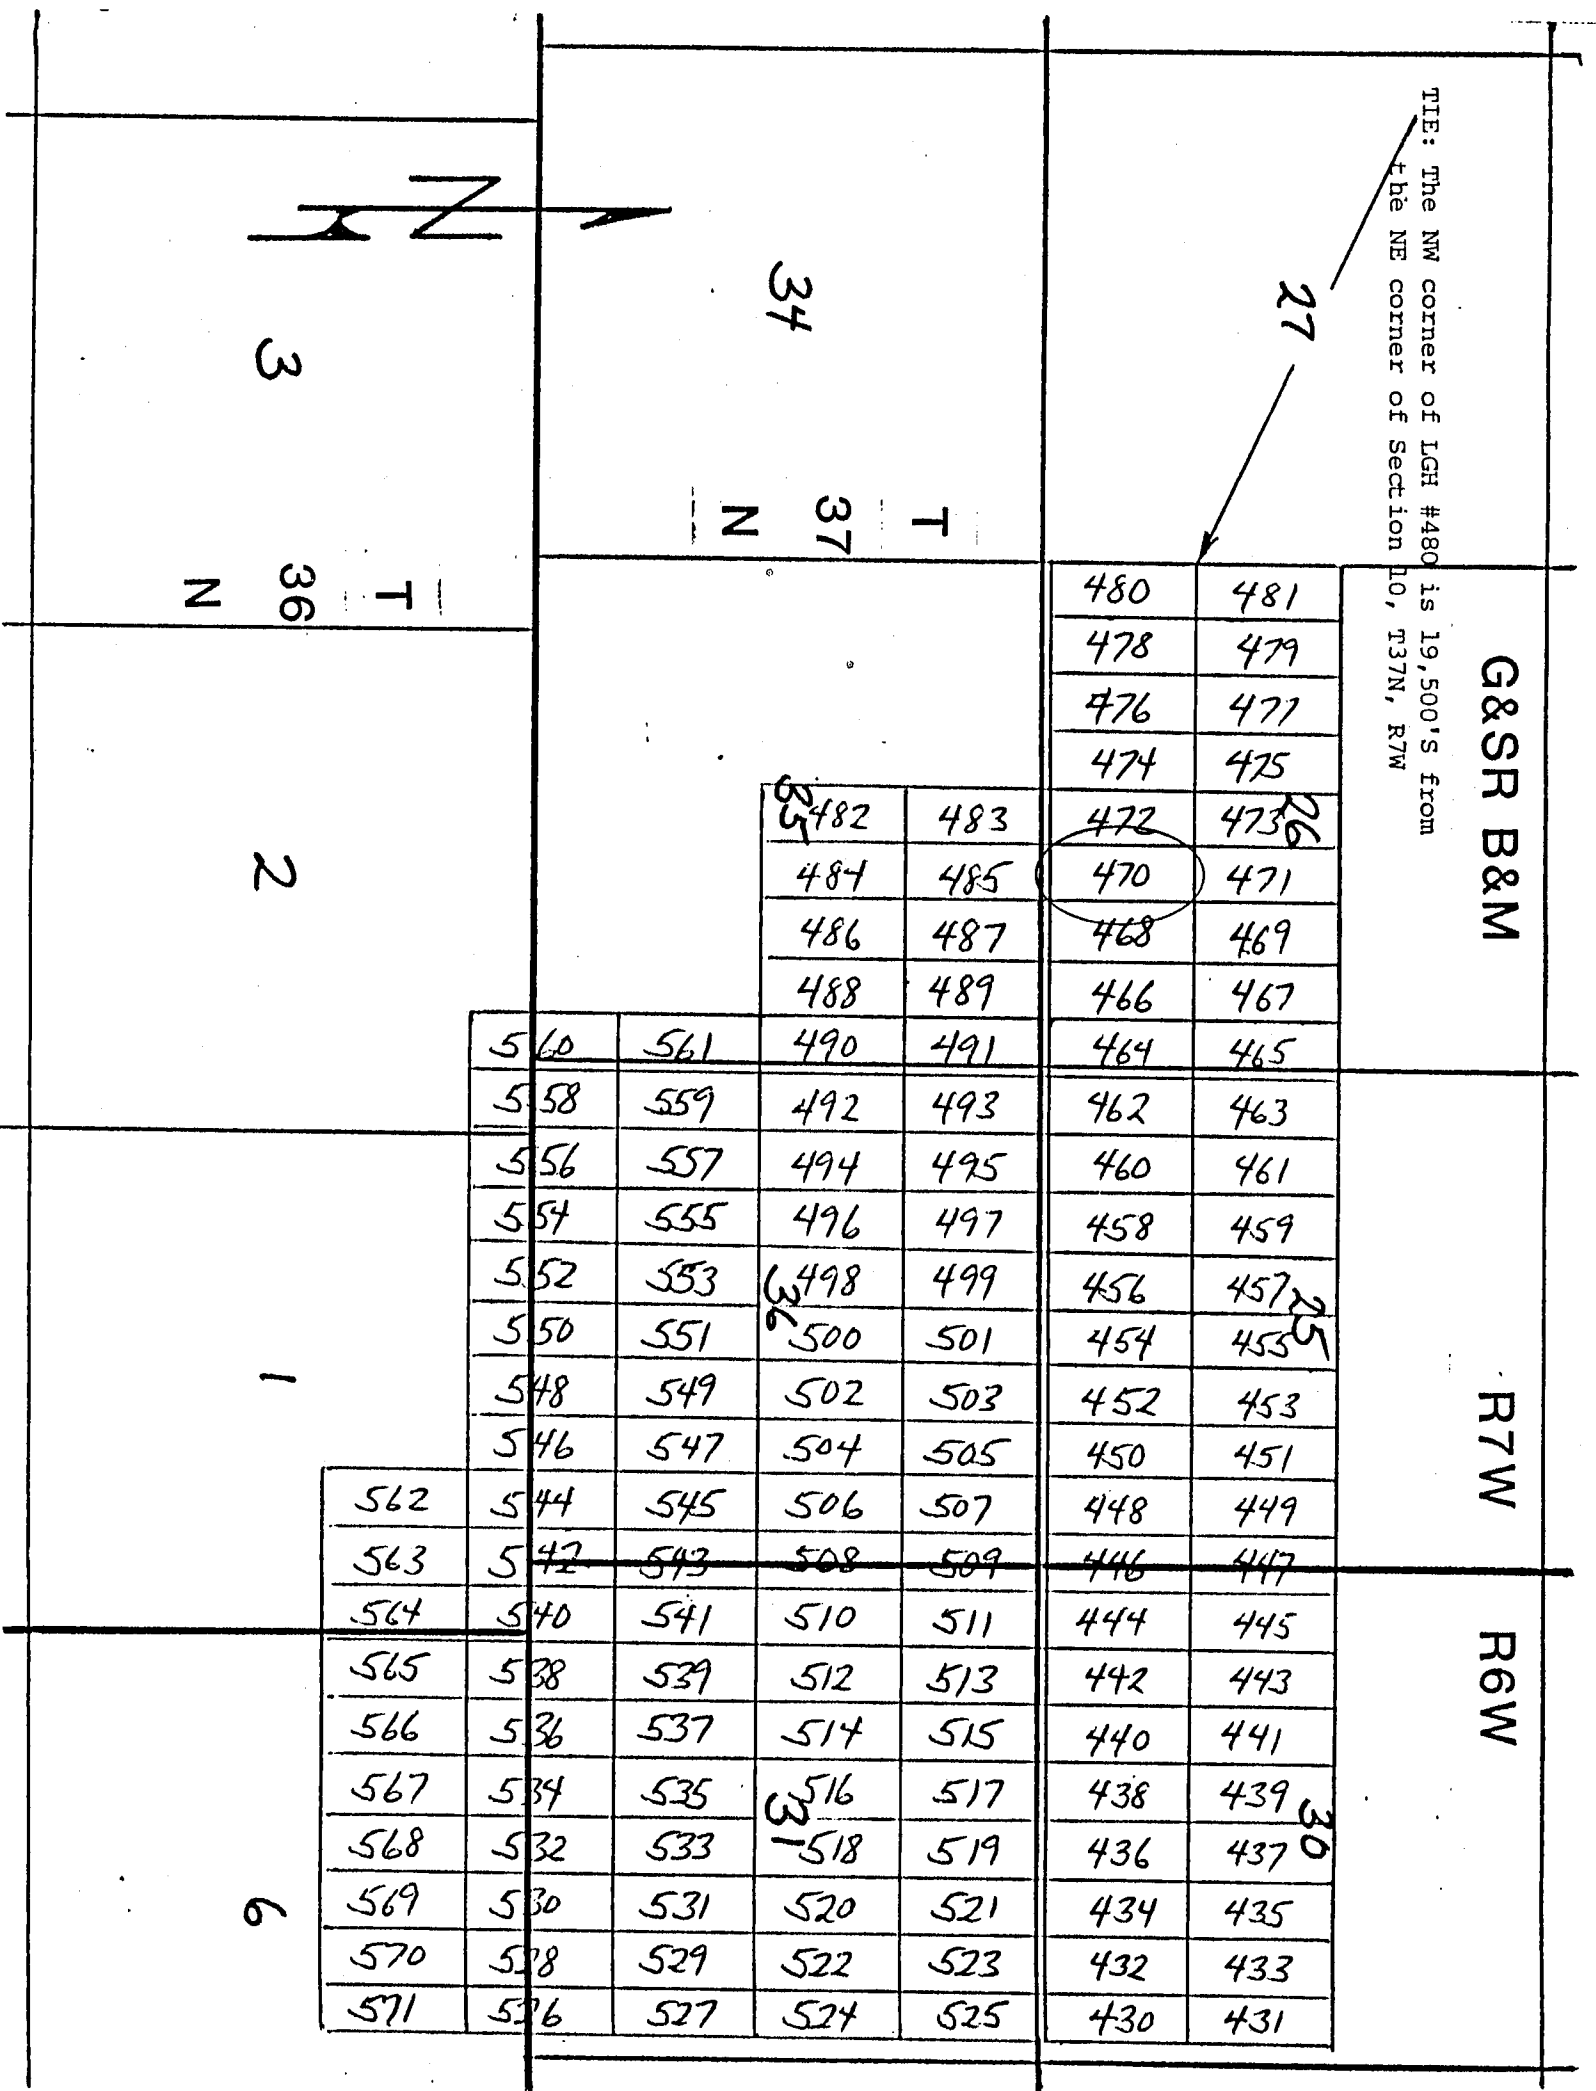 TIE: The NW corner of LGH #480 is 19,500'S from
the NE corner of Section 10, T37N, R7W
G&SR B&M
R7W
R6W
27
34
3
N
T
37
N
T
36
N
2
1
6
26
35
25
36
30
31
480 481
478 479
476 477
474 475
482 483 472 473
484 485 470 471
486 487 468 469
488 489 466 467
560 561 490 491 464 465
558 559 492 493 462 463
556 557 494 495 460 461
554 555 496 497 458 459
552 553 498 499 456 457
550 551 500 501 454 455
548 549 502 503 452 453
546 547 504 505 450 451
562 544 545 506 507 448 449
563 542 543 508 509 446 447
564 540 541 510 511 444 445
565 538 539 512 513 442 443
566 536 537 514 515 440 441
567 534 535 516 517 438 439
568 532 533 518 519 436 437
569 530 531 520 521 434 435
570 528 529 522 523 432 433
571 526 527 524 525 430 431